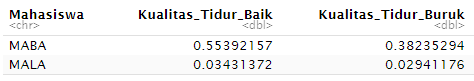 Mahasiswa Kualitas_Tidur_Baik Kualitas_Tidur_Buruk
<chr> <dbl> <dbl>
MABA 0.55392157 0.38235294
MALA 0.03431372 0.02941176